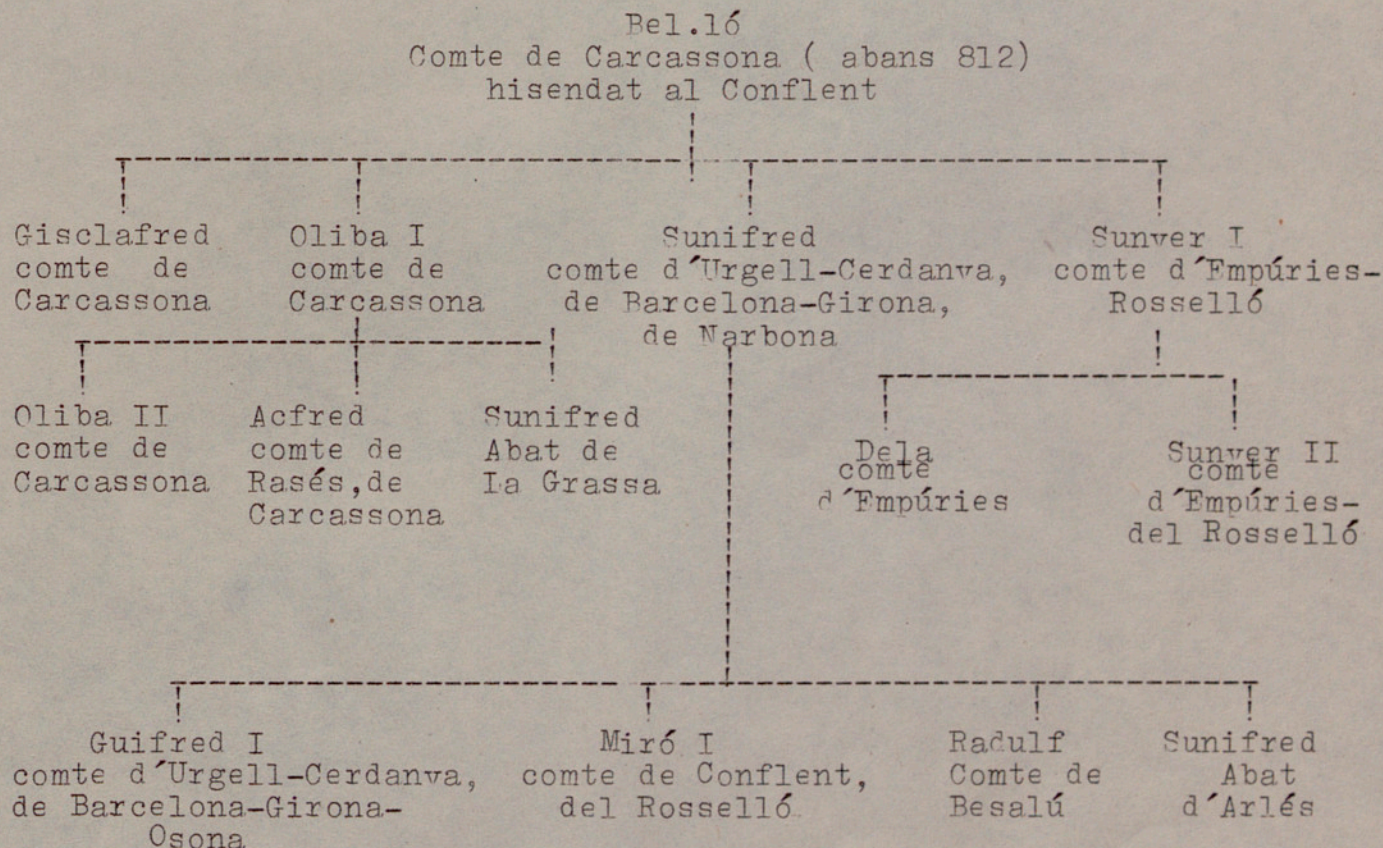 Bel.ló
Comte de Carcassona ( abans 812)
hisendat al Conflent
Gisclafred
comte de
Carcassona
Oliba I
comte de
Carcassona
Sunifred
comte d´Urgell-Cerdanya,
de Barcelona-Girona,
de Narbona
Sunyer I
comte d´Empúries-
Rosselló
Oliba II
comte de
Carcassona
Acfred
comte de
Rasés,de
Carcassona
Sunifred
Abat de
La Grassa
Dela
comte
d´Empúries
Sunyer II
comte
d´Empúries-
del Rosselló
Guifred I
comte d´Urgell-Cerdanya,
de Barcelona-Girona-
Osona
Miró I
comte de Conflent,
del Rosselló
Radulf
Comte de
Besalú
Sunifred
Abat
d´Arlés